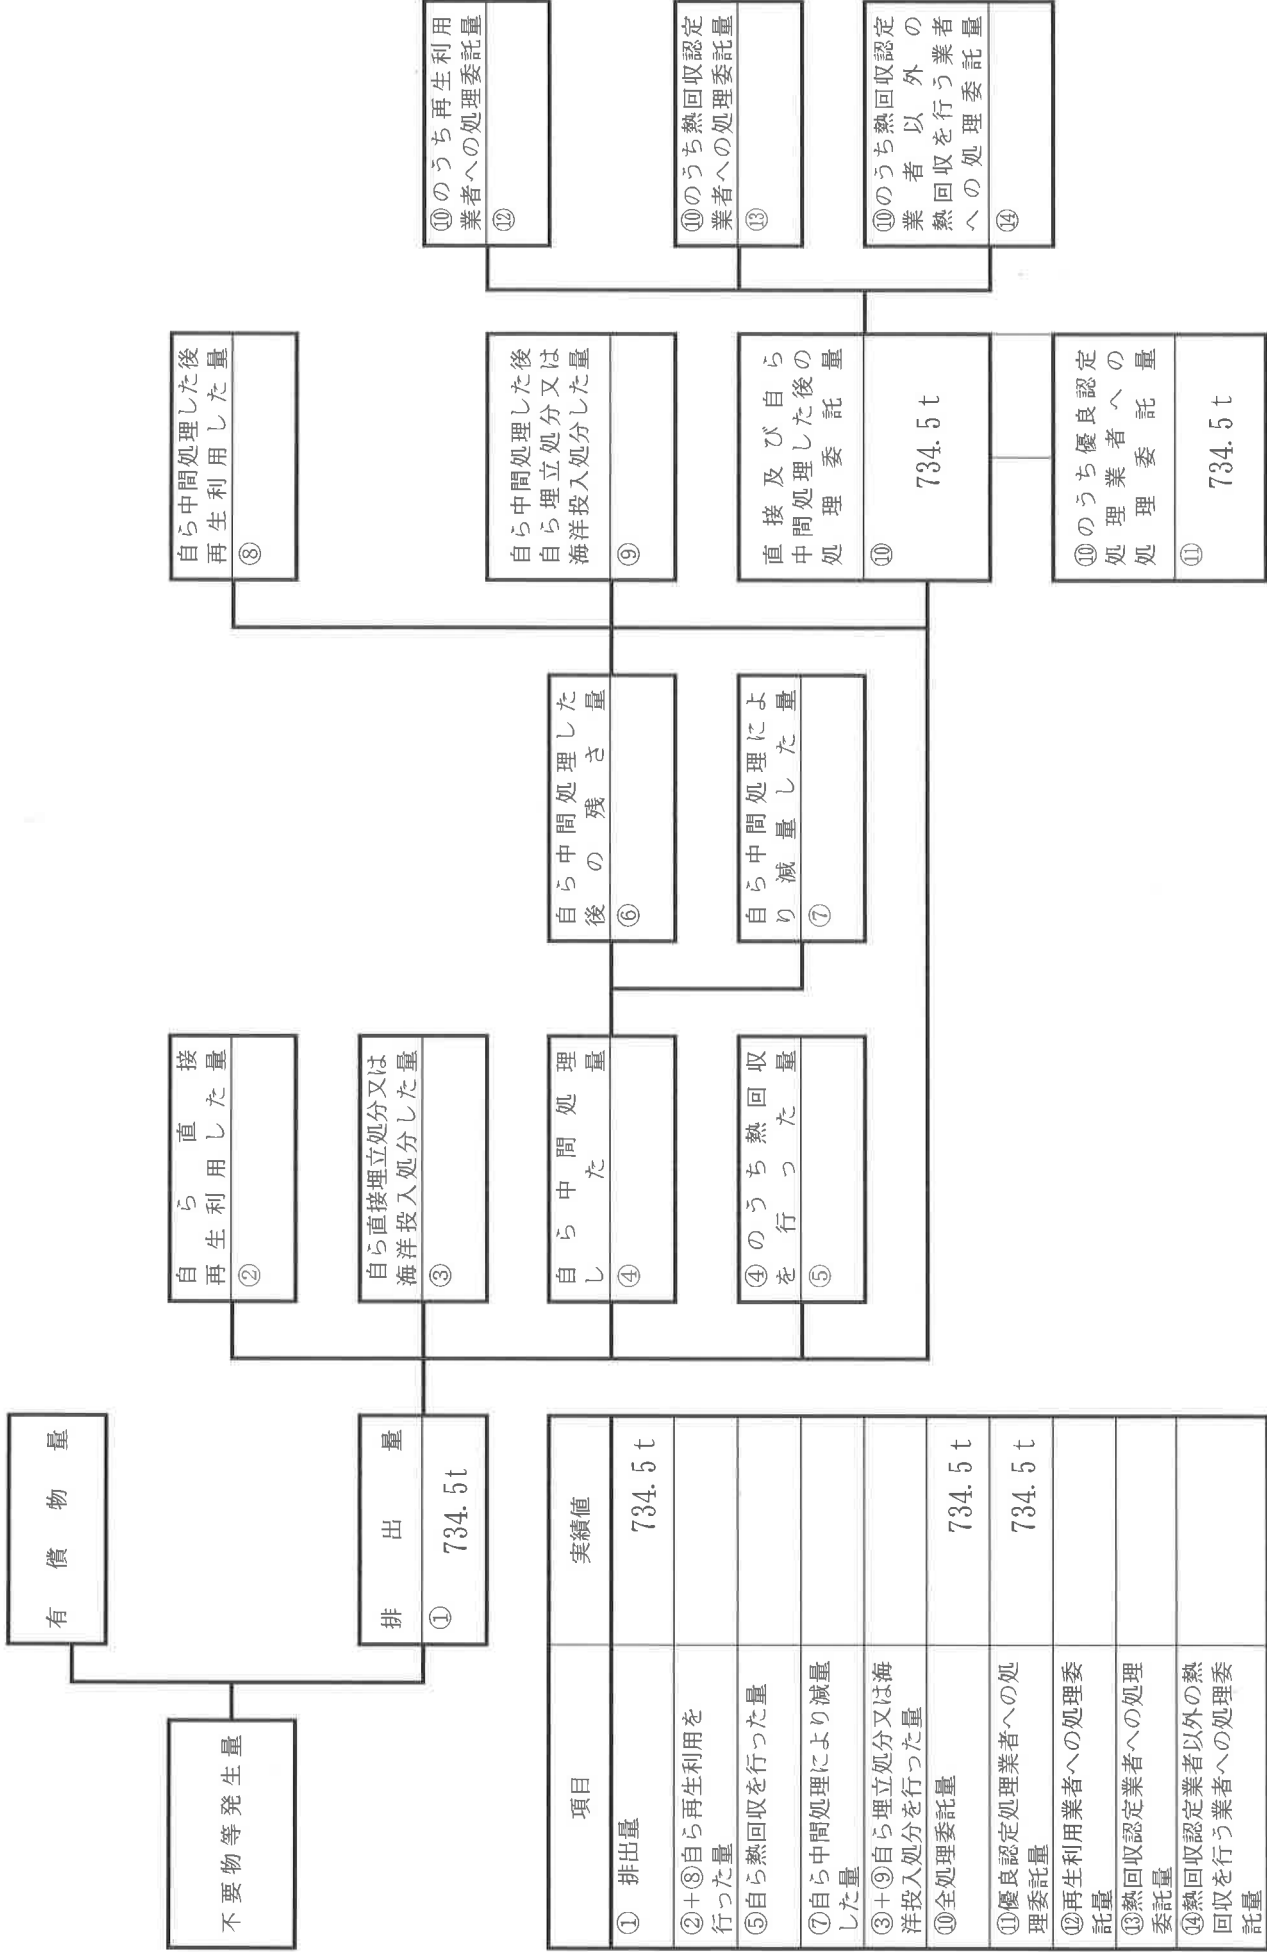 有償物量
不要物等発生量
排出量
①
734.5t
自ら直接
再生利用した量
②
自ら直接埋立処分又は
海洋投入処分した量
③
自ら中間処理
した量
④
④のうち熱回収
を行った量
⑤
自ら中間処理した
後の残さ量
⑥
自ら中間処理によ
り減量した量
⑦
自ら中間処理した後
再生利用した量
⑧
自ら中間処理した後
自ら埋立処分又は
海洋投入処分した量
⑨
直接及び自ら
中間処理した後の
処理委託量
⑩
734.5t
⑩のうち優良認定
処理業者への
処理委託量
⑪
734.5t
⑩のうち再生利用
業者への処理委託量
⑫
⑩のうち熱回収認定
業者への処理委託量
⑬
⑩のうち熱回収認定
業者以外の
熱回収を行う業者
への処理委託量
⑭
項目 実績値
①排出量 734.5t
②+⑧自ら再生利用を
行った量
⑤自ら熱回収を行った量
⑦自ら中間処理により減量
した量
③+⑨自ら埋立処分又は海
洋投入処分を行った量
⑩全処理委託量 734.5t
⑪優良認定処理業者への処
理委託量 734.5t
⑫再生利用業者への処理委
託量
⑬熱回収認定業者への処理
委託量
⑭熱回収認定業者以外の熱
回収を行う業者への処理委
託量